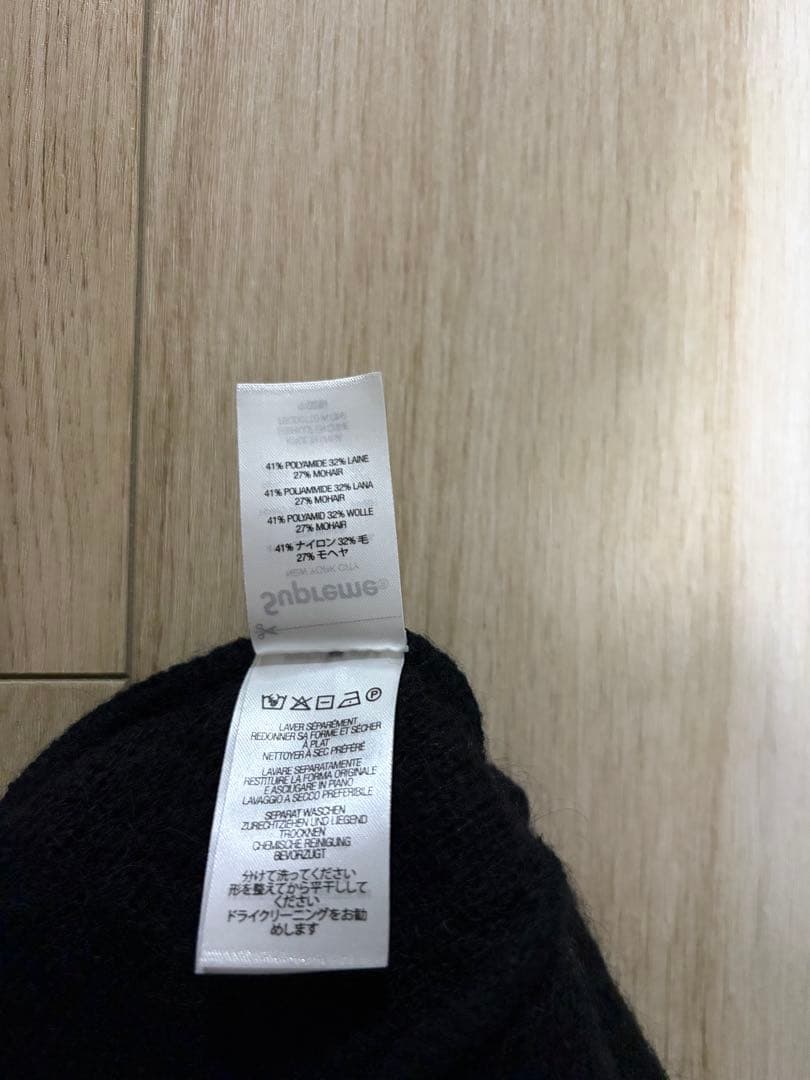 41% POLYAMIDE 32% LAINE
27% MOHAIR
41% POLIAMMIDE 32% LANA
27% MOHAIR
41% POLYAMID 32% WOLLE
27% MOHAIR
41% ナイロン 32% 毛
27% モヘヤ
NEW YORK CITY
Supreme®
P
LAVER SÉPARÉMENT
REDONNER SA FORME ET SÉCHER
À PLAT
NETTOYER À SEC PRÉFÉRÉ
LAVARE SEPARATAMENTE
RESTITUIRE LA FORMA ORIGINALE
E ASCIUGARE IN PIANO
LAVAGGIO A SECCO PREFERIBILE
SEPARAT WASCHEN
ZURECHTZIEHEN UND LIEGEND
TROCKNEN
CHEMISCHE REINIGUNG
BEVORZUGT
分けて洗ってください
形を整えてから平干しして
ください
ドライクリーニングをお勧
めします